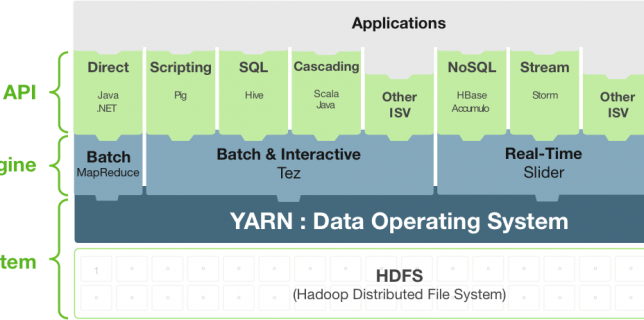 Applications
API
Direct
Scripting
SQL
Cascading
NoSQL
Stream
Java
.NET
Pig
Hive
Scala
Java
Other
ISV
HBase
Accumulo
Storm
Other
ISV
gine
Batch
MapReduce
Batch & Interactive
Tez
Real-Time
Slider
YARN : Data Operating System
tem
1
HDFS
(Hadoop Distributed File System)